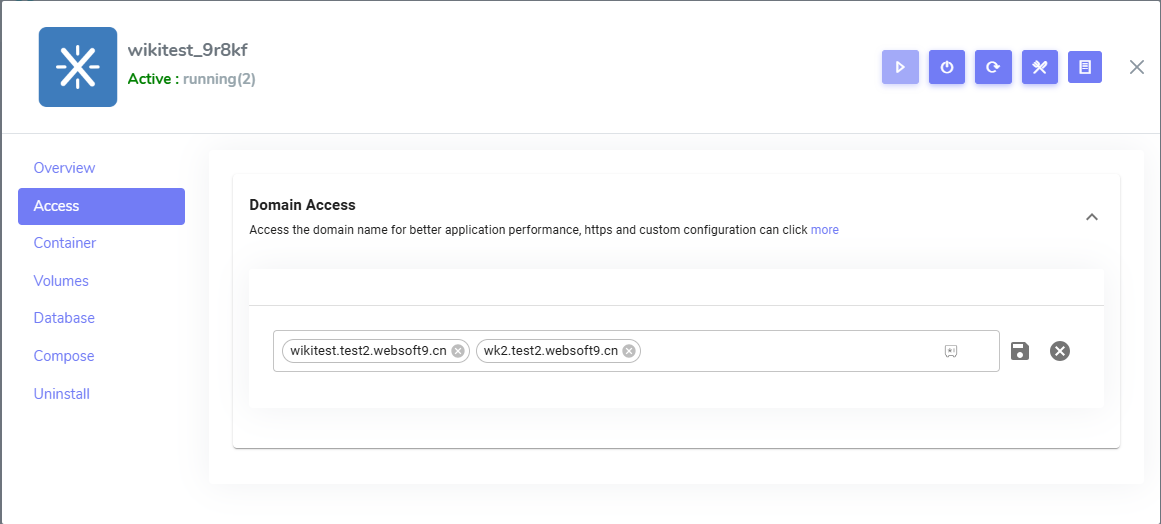 wikitest_9r8kf
Active : running(2)
Overview
Access
Container
Volumes
Database
Compose
Uninstall
Domain Access
Access the domain name for better application performance, https and custom configuration can click more
wikitest.test2.websoft9.cn wk2.test2.websoft9.cn